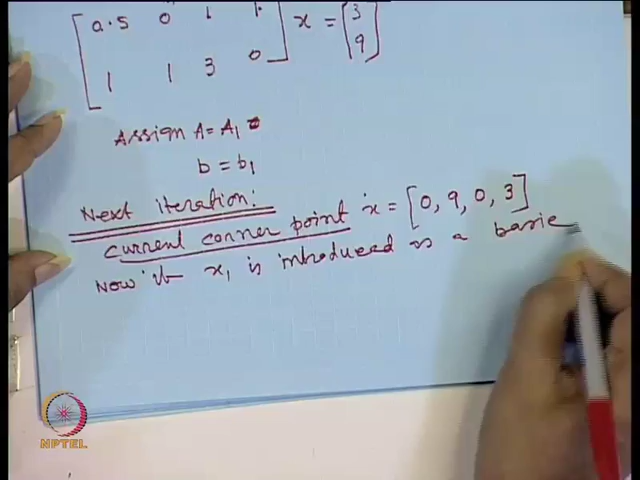 [0.5 0 1 1] x = [3
1 1 3 0] 9]
Assign A = A₁
b = b₁
Next iteration:
current corner point x = [0, 9, 0, 3]
Now if x₁ is introduced as a basic
NPTEL